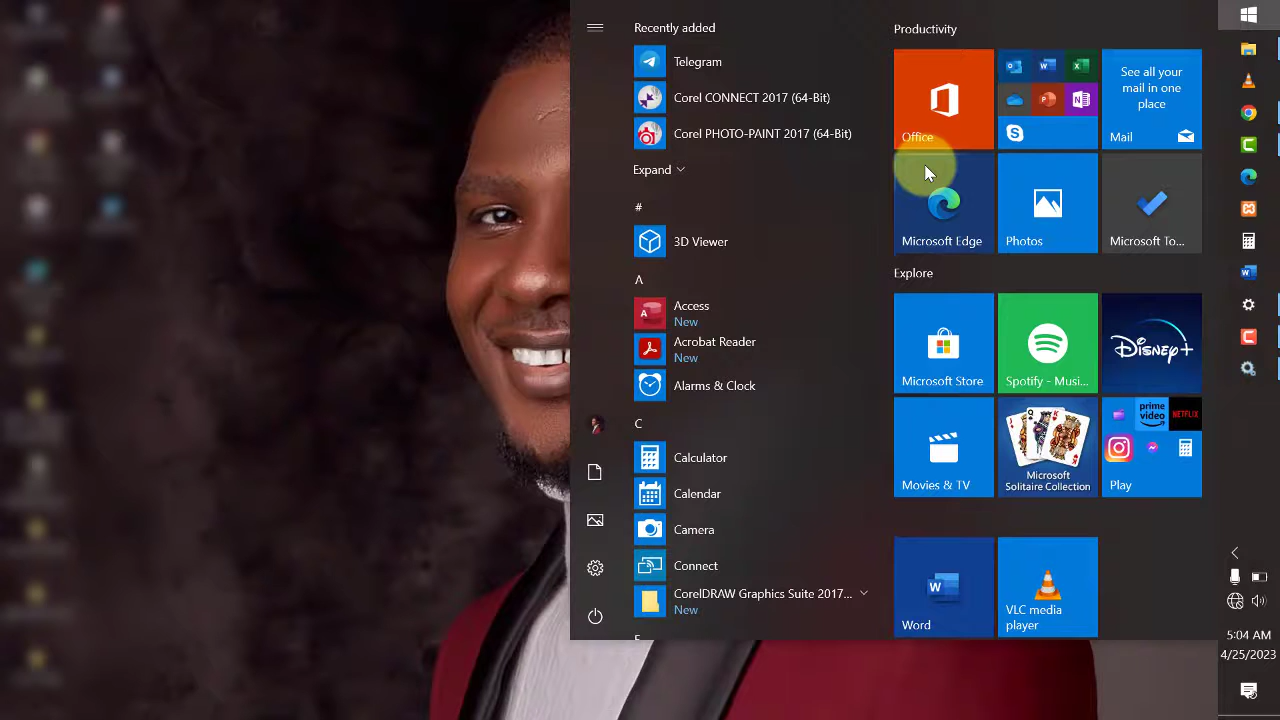 Recently added
Telegram
Corel CONNECT 2017 (64-Bit)
Corel PHOTO-PAINT 2017 (64-Bit)
Expand
#
3D Viewer
A
Access
New
Acrobat Reader
New
Alarms & Clock
C
Calculator
Calendar
Camera
Connect
CorelDRAW Graphics Suite 2017...
New
Productivity
Office
See all your
mail in one
place
Mail
Microsoft Edge
Photos
Microsoft To...
Explore
Microsoft Store
Spotify - Musi...
Disney+
Movies & TV
Microsoft
Solitaire Collection
prime
video
NETFLIX
Play
Word
VLC media
player
5:04 AM
4/25/2023